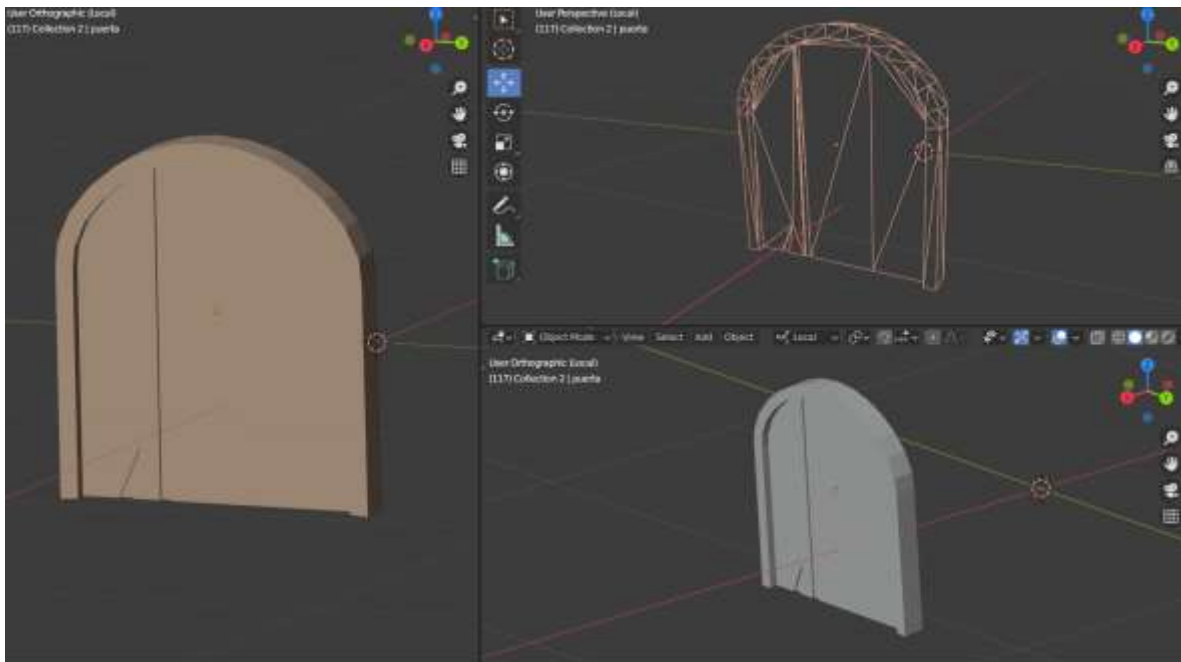 User Orthographic (Local)
(117) Collection 2 | puerta
User Perspective (Local)
(117) Collection 2 | puerta
Object Mode View Select Add Object Local
User Orthographic (Local)
(117) Collection 2 | puerta